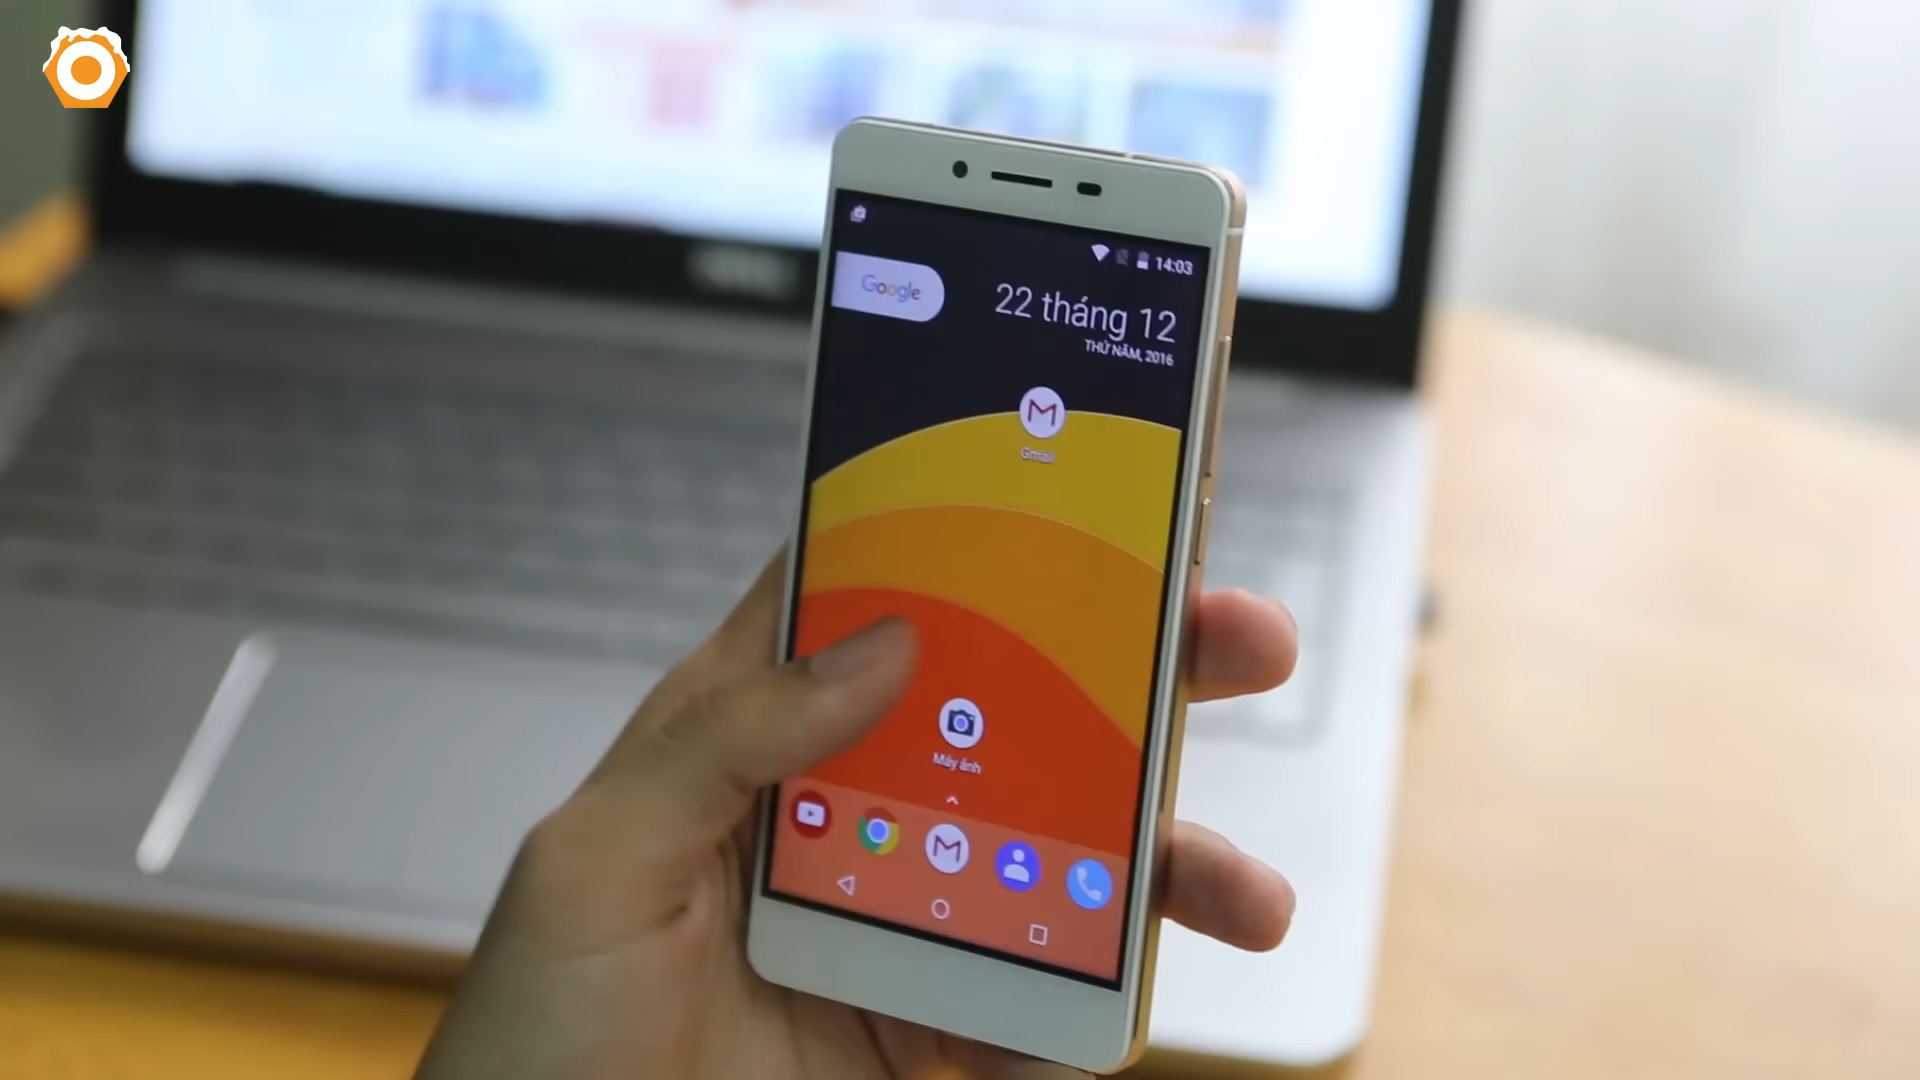 14:03
Google
22 tháng 12
THỨ NĂM, 2016
Gmail
Máy ảnh